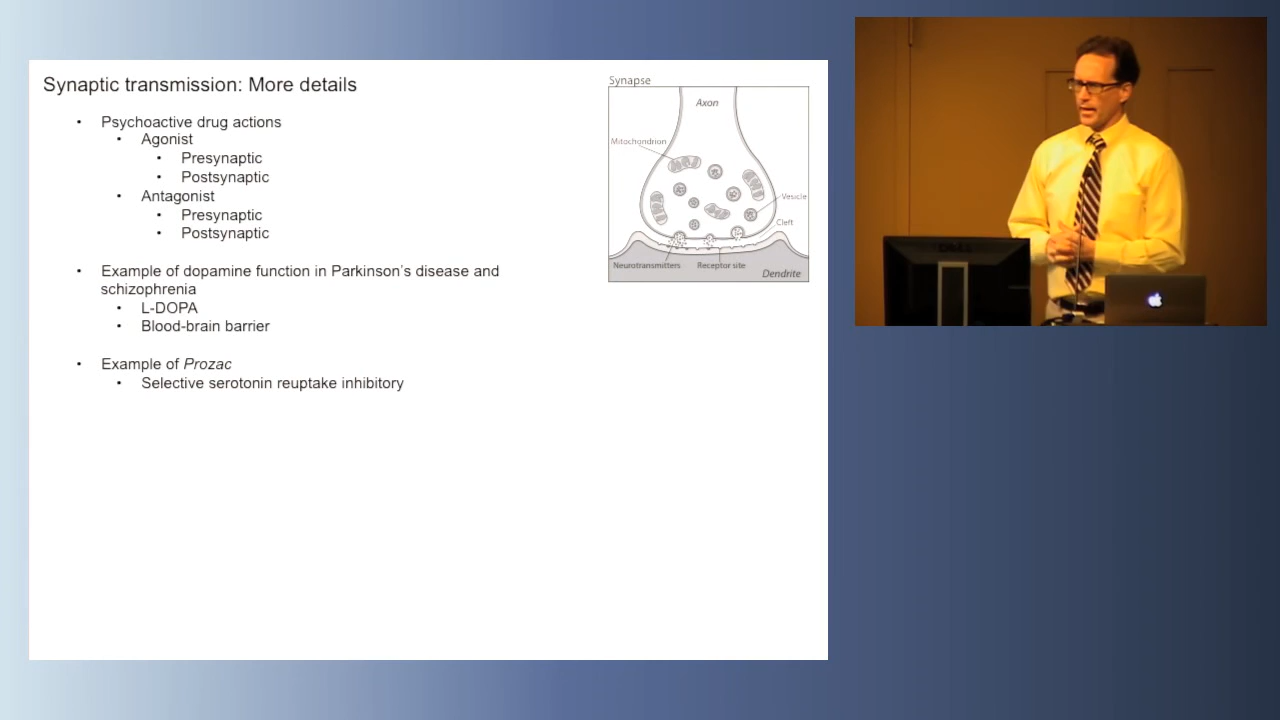 Synaptic transmission: More details
• Psychoactive drug actions
• Agonist
• Presynaptic
• Postsynaptic
• Antagonist
• Presynaptic
• Postsynaptic
• Example of dopamine function in Parkinson's disease and
schizophrenia
• L-DOPA
• Blood-brain barrier
• Example of Prozac
• Selective serotonin reuptake inhibitory
Synapse
Axon
Mitochondrion
Vesicle
Cleft
Neurotransmitters
Receptor site
Dendrite
DELL